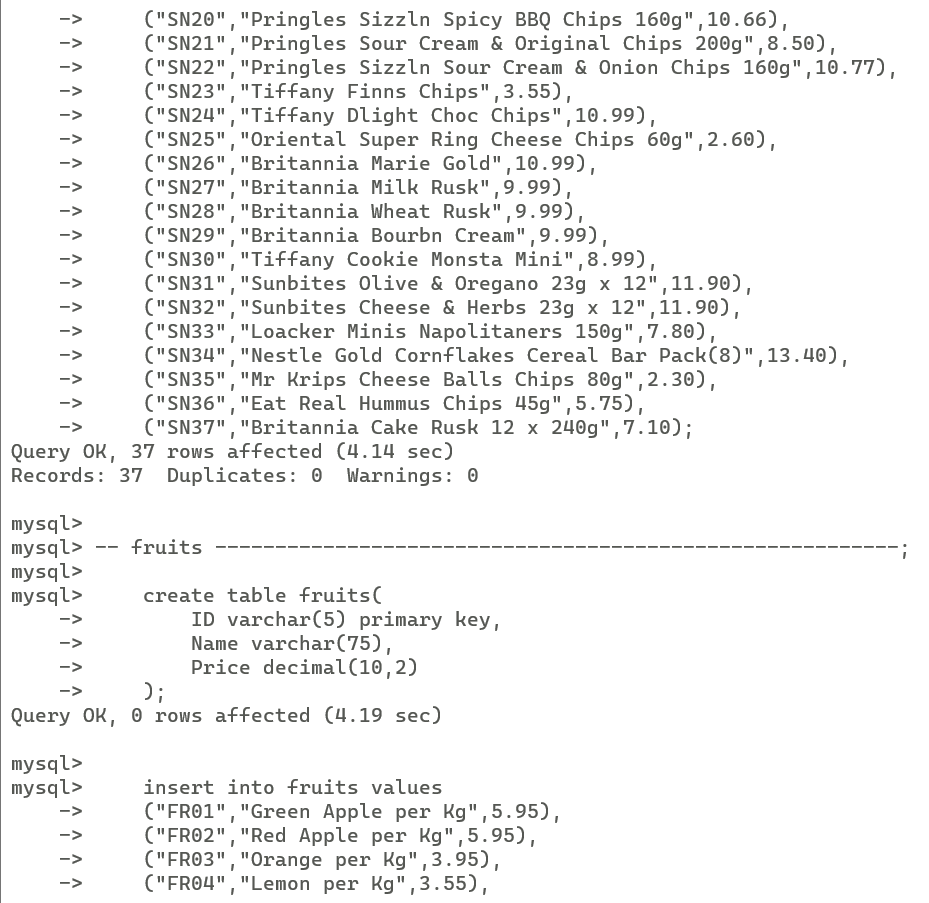 ->     ("SN20","Pringles Sizzln Spicy BBQ Chips 160g",10.66),
    ->     ("SN21","Pringles Sour Cream & Original Chips 200g",8.50),
    ->     ("SN22","Pringles Sizzln Sour Cream & Onion Chips 160g",10.77),
    ->     ("SN23","Tiffany Finns Chips",3.55),
    ->     ("SN24","Tiffany Dlight Choc Chips",10.99),
    ->     ("SN25","Oriental Super Ring Cheese Chips 60g",2.60),
    ->     ("SN26","Britannia Marie Gold",10.99),
    ->     ("SN27","Britannia Milk Rusk",9.99),
    ->     ("SN28","Britannia Wheat Rusk",9.99),
    ->     ("SN29","Britannia Bourbn Cream",9.99),
    ->     ("SN30","Tiffany Cookie Monsta Mini",8.99),
    ->     ("SN31","Sunbites Olive & Oregano 23g x 12",11.90),
    ->     ("SN32","Sunbites Cheese & Herbs 23g x 12",11.90),
    ->     ("SN33","Loacker Minis Napolitaners 150g",7.80),
    ->     ("SN34","Nestle Gold Cornflakes Cereal Bar Pack(8)",13.40),
    ->     ("SN35","Mr Krips Cheese Balls Chips 80g",2.30),
    ->     ("SN36","Eat Real Hummus Chips 45g",5.75),
    ->     ("SN37","Britannia Cake Rusk 12 x 240g",7.10);
Query OK, 37 rows affected (4.14 sec)
Records: 37  Duplicates: 0  Warnings: 0

mysql>
mysql> -- fruits ---------------------------------------------------------;
mysql>
mysql>     create table fruits(
    ->         ID varchar(5) primary key,
    ->         Name varchar(75),
    ->         Price decimal(10,2)
    ->     );
Query OK, 0 rows affected (4.19 sec)

mysql>
mysql>     insert into fruits values
    ->     ("FR01","Green Apple per Kg",5.95),
    ->     ("FR02","Red Apple per Kg",5.95),
    ->     ("FR03","Orange per Kg",3.95),
    ->     ("FR04","Lemon per Kg",3.55),